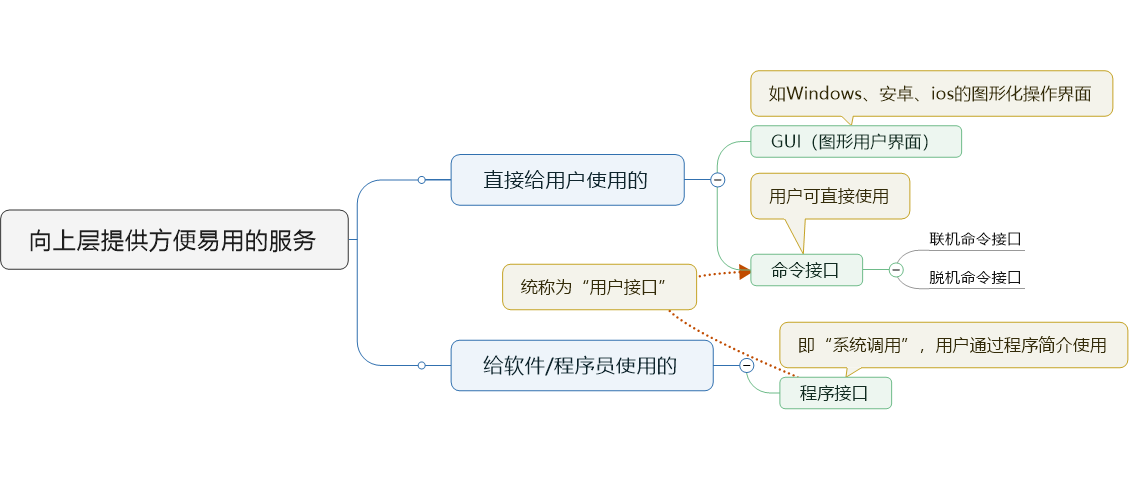 向上层提供方便易用的服务
直接给用户使用的
如Windows、安卓、ios的图形化操作界面
GUI（图形用户界面）
用户可直接使用
命令接口
联机命令接口
脱机命令接口
统称为“用户接口”
给软件/程序员使用的
即“系统调用”，用户通过程序简介使用
程序接口